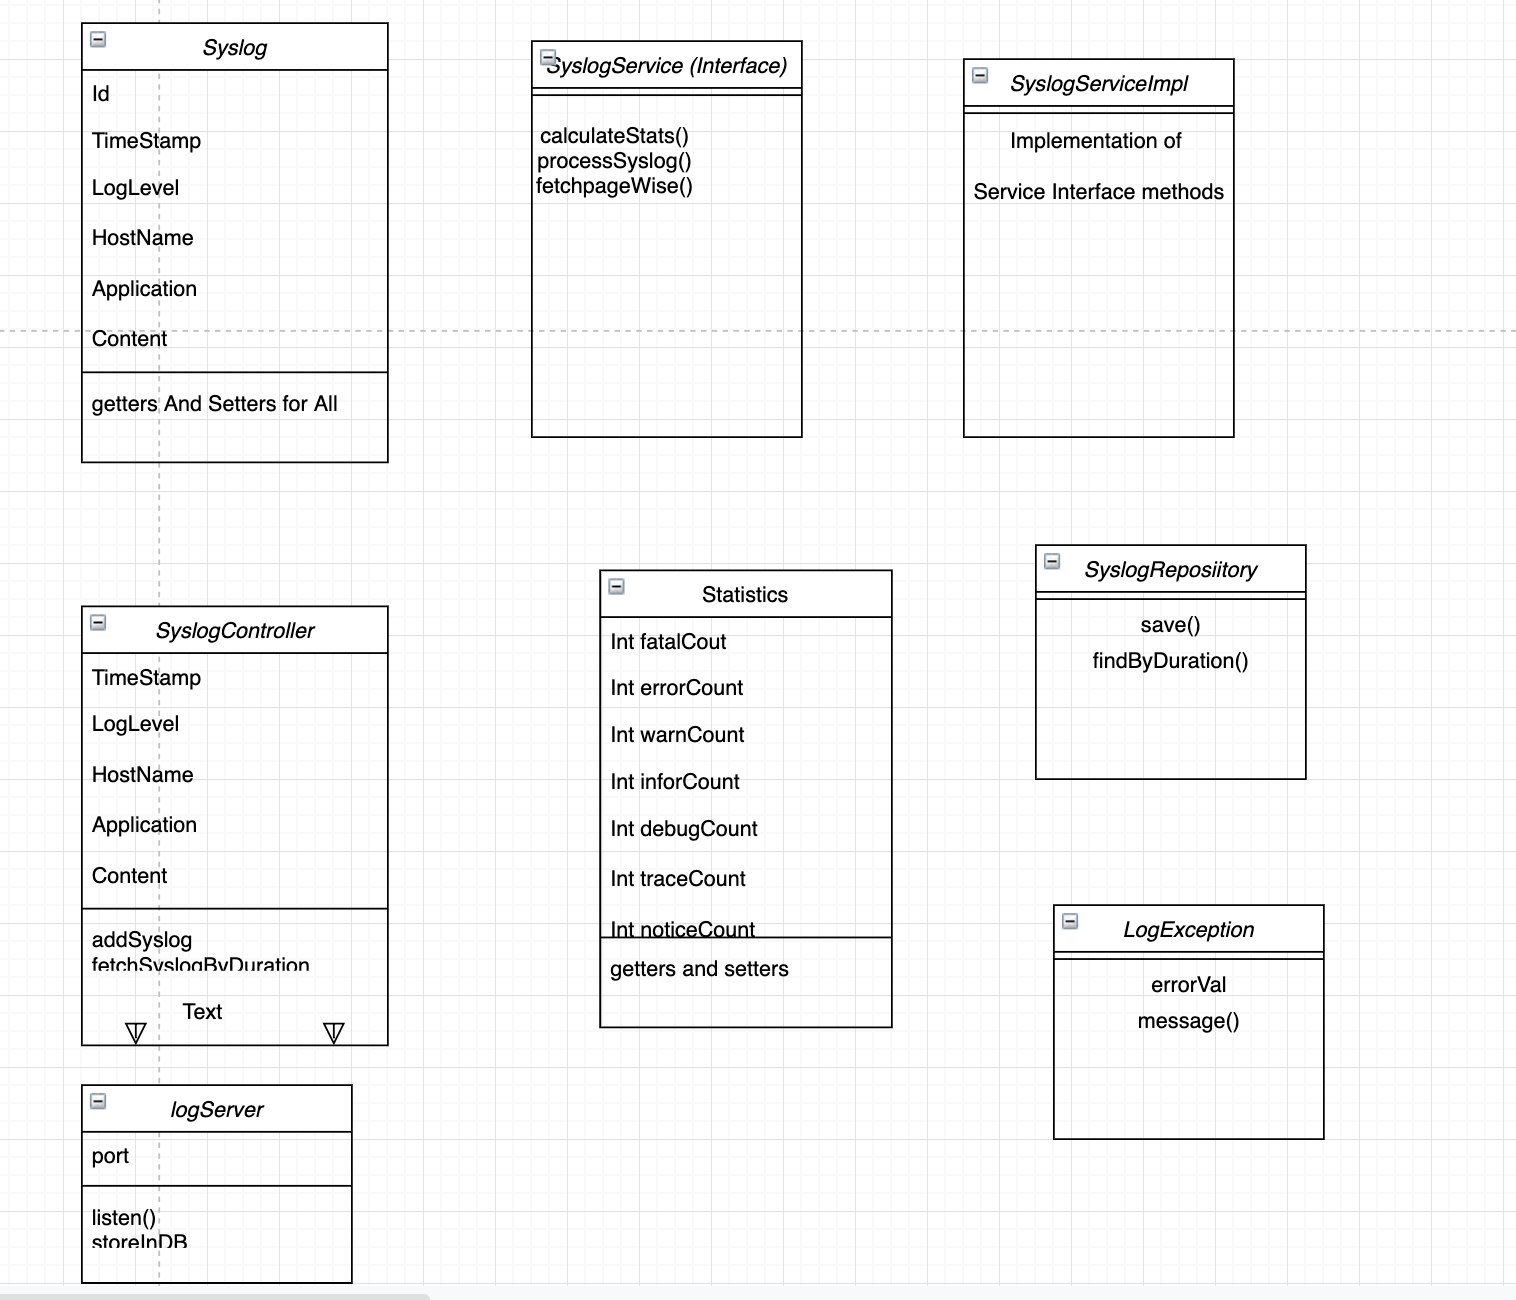 Syslog
Id
TimeStamp
LogLevel
HostName
Application
Content
getters And Setters for All
SyslogService (Interface)
calculateStats()
processSyslog()
fetchpageWise()
SyslogServiceImpl
Implementation of
Service Interface methods
SyslogController
TimeStamp
LogLevel
HostName
Application
Content
addSyslog
fetchSyslogByDuration
Text
Statistics
Int fatalCout
Int errorCount
Int warnCount
Int inforCount
Int debugCount
Int traceCount
Int noticeCount
getters and setters
SyslogReposiitory
save()
findByDuration()
LogException
errorVal
message()
logServer
port
listen()
storeInDB